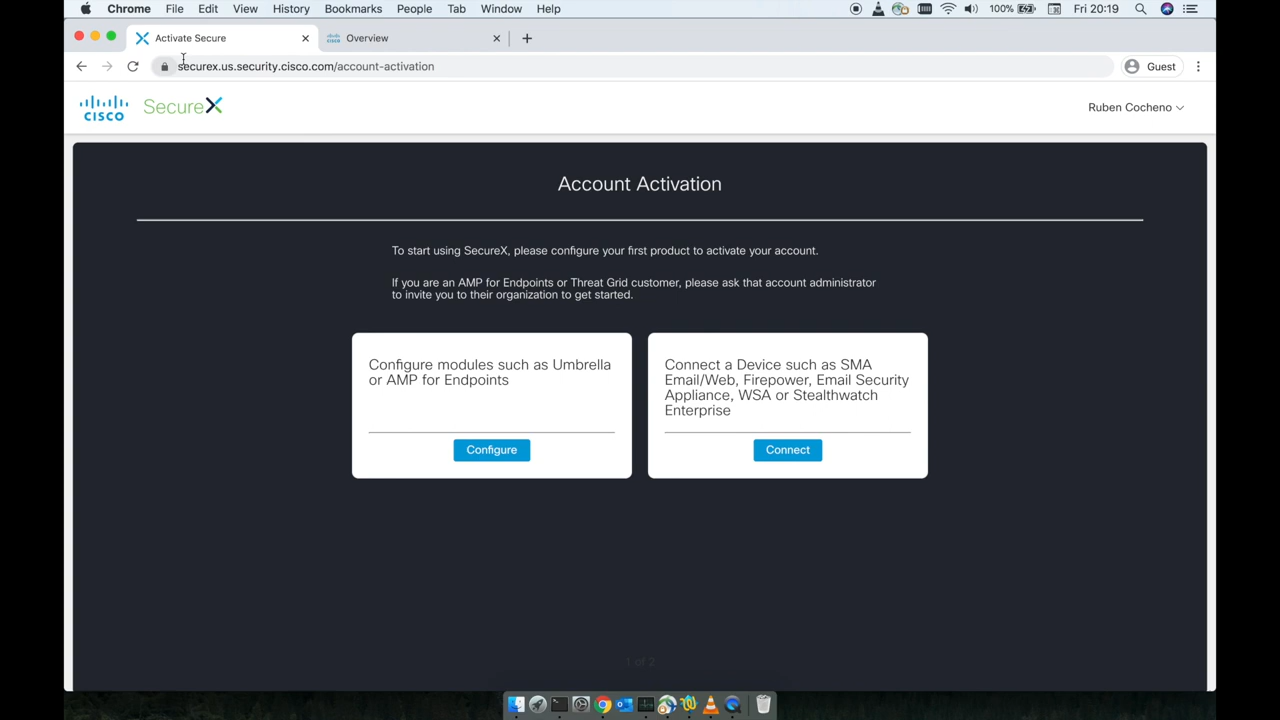 Chrome File Edit View History Bookmarks People Tab Window Help 100% Fri 20:19
Activate Secure Overview
securex.us.security.cisco.com/account-activation Guest
CISCO SecureX Ruben Cocheno
Account Activation
To start using SecureX, please configure your first product to activate your account.
If you are an AMP for Endpoints or Threat Grid customer, please ask that account administrator
to invite you to their organization to get started.
Configure modules such as Umbrella
or AMP for Endpoints
Configure
Connect a Device such as SMA
Email/Web, Firepower, Email Security
Appliance, WSA or Stealthwatch
Enterprise
Connect
1 of 2